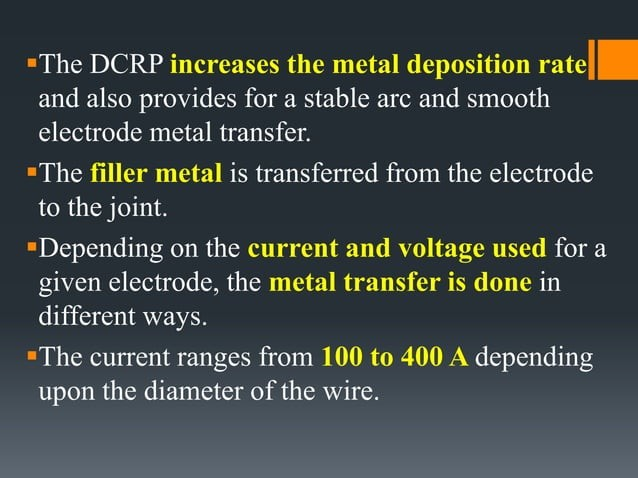 ▪The DCRP increases the metal deposition rate
and also provides for a stable arc and smooth
electrode metal transfer.
▪The filler metal is transferred from the electrode
to the joint.
▪Depending on the current and voltage used for a
given electrode, the metal transfer is done in
different ways.
▪The current ranges from 100 to 400 A depending
upon the diameter of the wire.